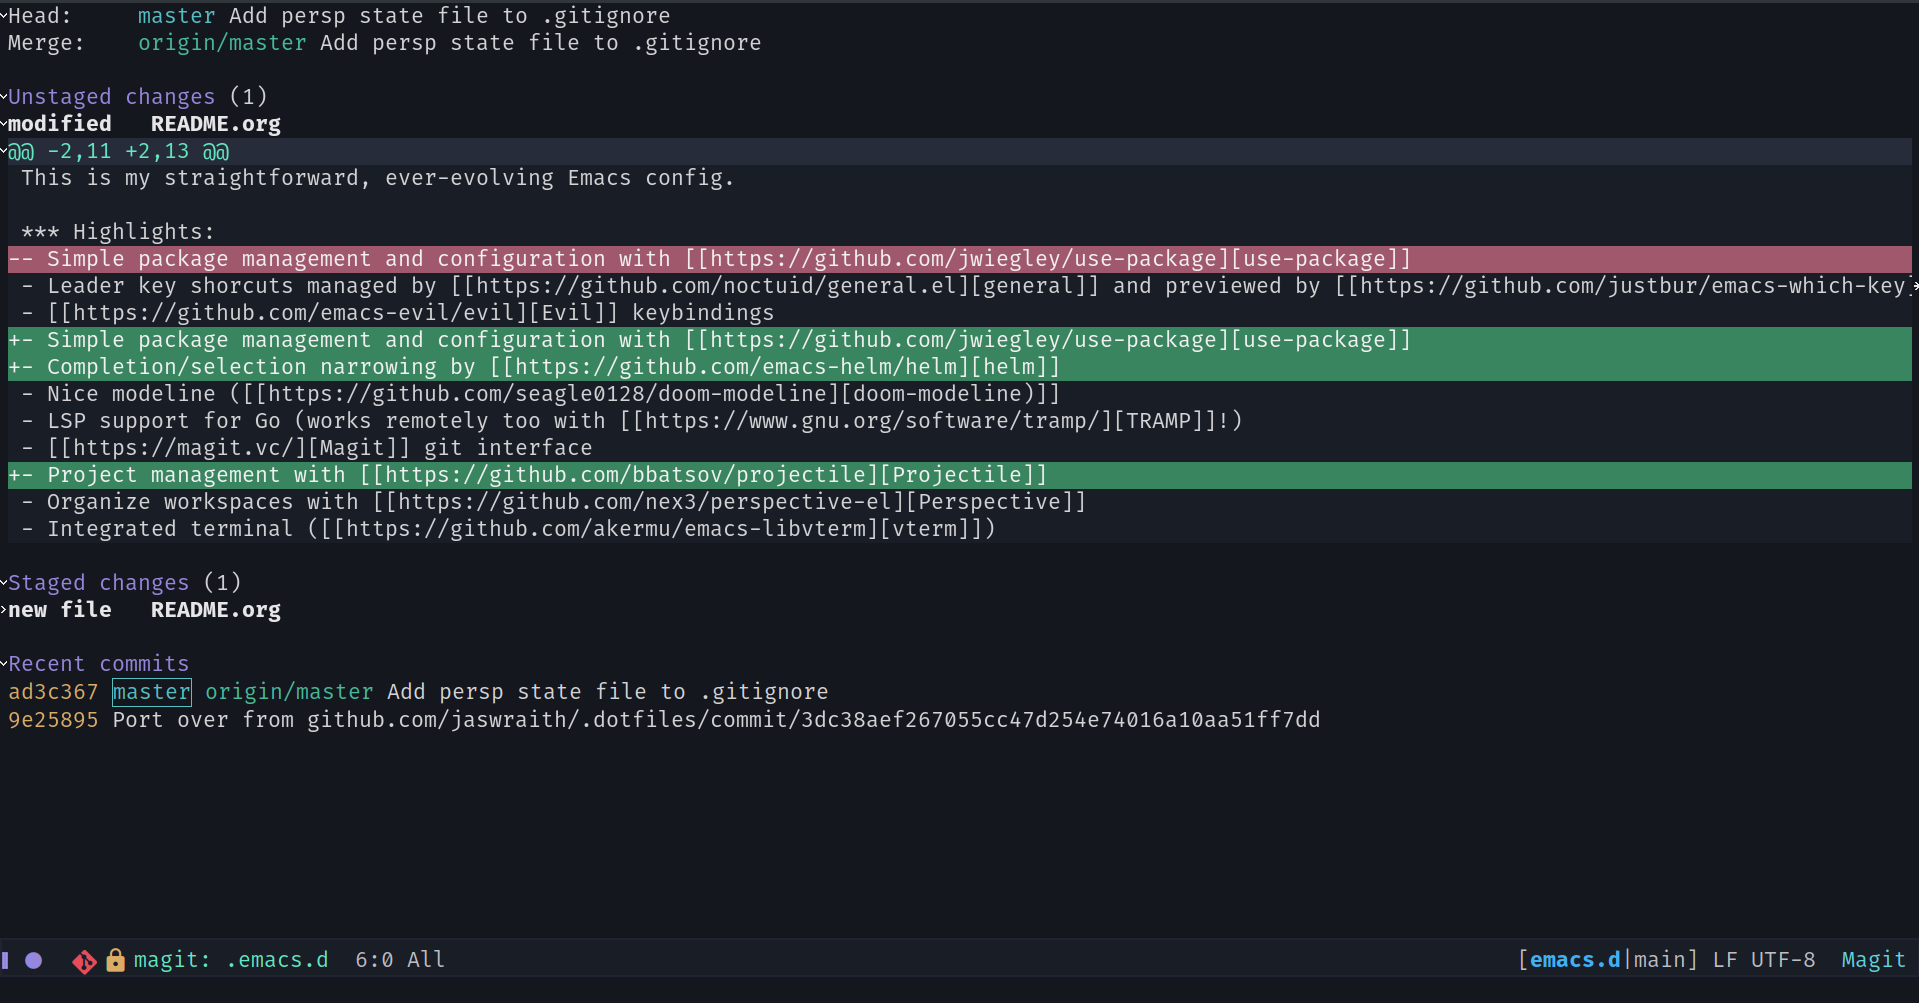 Head:     master Add persp state file to .gitignore
Merge:    origin/master Add persp state file to .gitignore
Unstaged changes (1)
modified   README.org
@@ -2,11 +2,13 @@
 This is my straightforward, ever-evolving Emacs config.
 *** Highlights:
-- Simple package management and configuration with [[https://github.com/jwiegley/use-package][use-package]]
 - Leader key shorcuts managed by [[https://github.com/noctuid/general.el][general]] and previewed by [[https://github.com/justbur/emacs-which-key]
 - [[https://github.com/emacs-evil/evil][Evil]] keybindings
+- Simple package management and configuration with [[https://github.com/jwiegley/use-package][use-package]]
+- Completion/selection narrowing by [[https://github.com/emacs-helm/helm][helm]]
 - Nice modeline ([[https://github.com/seagle0128/doom-modeline][doom-modeline)]]
 - LSP support for Go (works remotely too with [[https://www.gnu.org/software/tramp/][TRAMP]]!)
 - [[https://magit.vc/][Magit]] git interface
+- Project management with [[https://github.com/bbatsov/projectile][Projectile]]
 - Organize workspaces with [[https://github.com/nex3/perspective-el][Perspective]]
 - Integrated terminal ([[https://github.com/akermu/emacs-libvterm][vterm]])
Staged changes (1)
new file   README.org
Recent commits
ad3c367 master origin/master Add persp state file to .gitignore
9e25895 Port over from github.com/jaswraith/.dotfiles/commit/3dc38aef267055cc47d254e74016a10aa51ff7dd
magit: .emacs.d  6:0 All [emacs.d|main] LF UTF-8  Magit